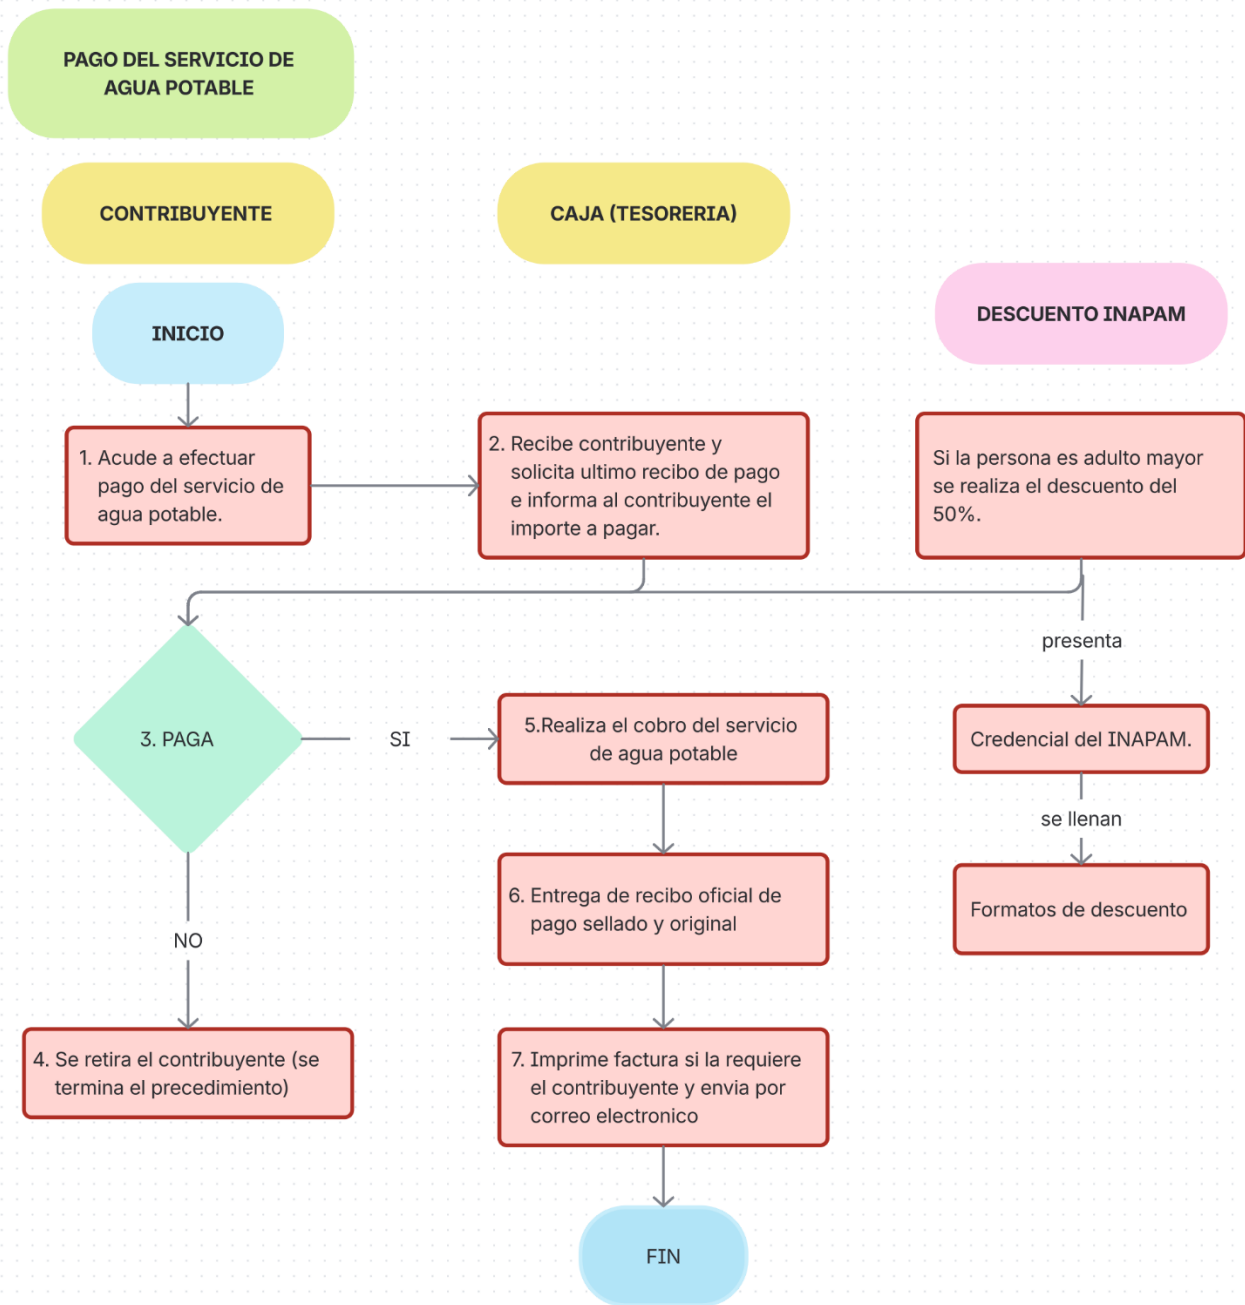 PAGO DEL SERVICIO DE
AGUA POTABLE
CONTRIBUYENTE
CAJA (TESORERIA)
INICIO
DESCUENTO INAPAM
1. Acude a efectuar
pago del servicio de
agua potable.
2. Recibe contribuyente y
solicita ultimo recibo de pago
e informa al contribuyente el
importe a pagar.
Si la persona es adulto mayor
se realiza el descuento del
50%.
presenta
3. PAGA
SI
5.Realiza el cobro del servicio
de agua potable
Credencial del INAPAM.
se llenan
6. Entrega de recibo oficial de
pago sellado y original
Formatos de descuento
NO
4. Se retira el contribuyente (se
termina el precedimiento)
7. Imprime factura si la requiere
el contribuyente y envia por
correo electronico
FIN